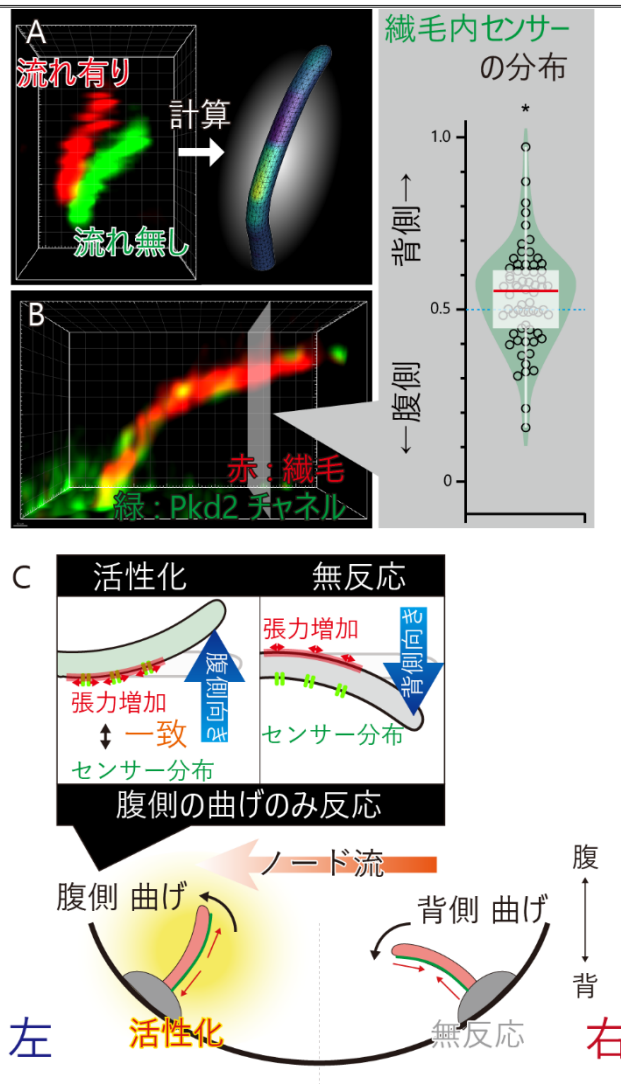 A
流れ有り
計算
流れ無し
繊毛内センサー
の分布
*
1.0
背側→
0.5
←腹側
0
B
赤:繊毛
緑:Pkd2 チャネル
C
活性化
無反応
張力増加
腹側向き
一致
センサー分布
張力増加
背側向き
センサー分布
腹側の曲げのみ反応
ノード流
腹側 曲げ
背側 曲げ
腹
背
左
活性化
無反応
右